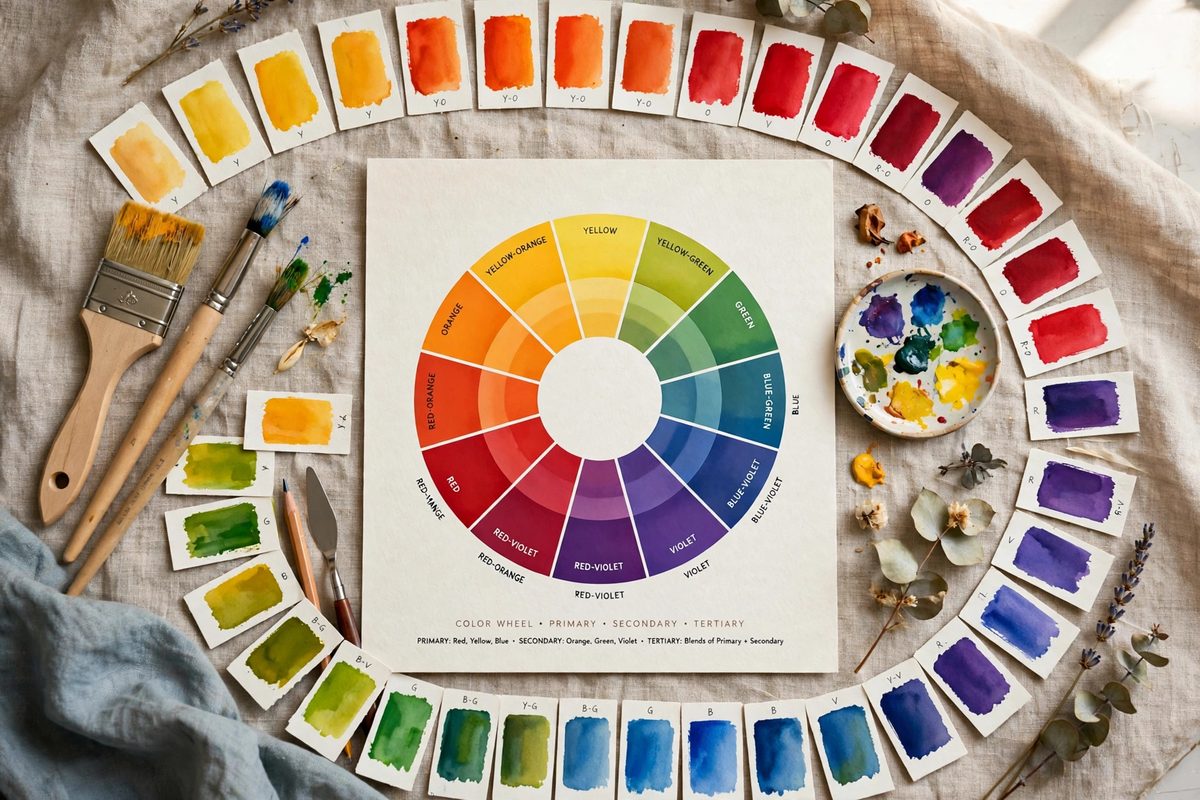 Y
Y
Y
Y
YO
Y-O
Y-O
Y-O
O
V
O
R-O
O
R-O
O
R-O
R
R
R-V
V
R
Y-V
V
B
B
G
B-G
Y-G
B-G
G
B-V
B-G
B
G
YELLOW
YELLOW-GREEN
GREEN
BLUE-GREEN
BLUE
BLUE-VIOLET
BLUE-VIOLET
VIOLET
VIOLET
RED-VIOLET
RED-VIOLET
RED-VIOLET
RED-ORANGE
RED
RED-ORANGE
ORANGE
YELLOW-ORANGE
COLOR WHEEL • PRIMARY • SECONDARY • TERTIARY
PRIMARY: Red, Yellow, Blue • SECONDARY: Orange, Green, Violet • TERTIARY: Blends of Primary + Secondary